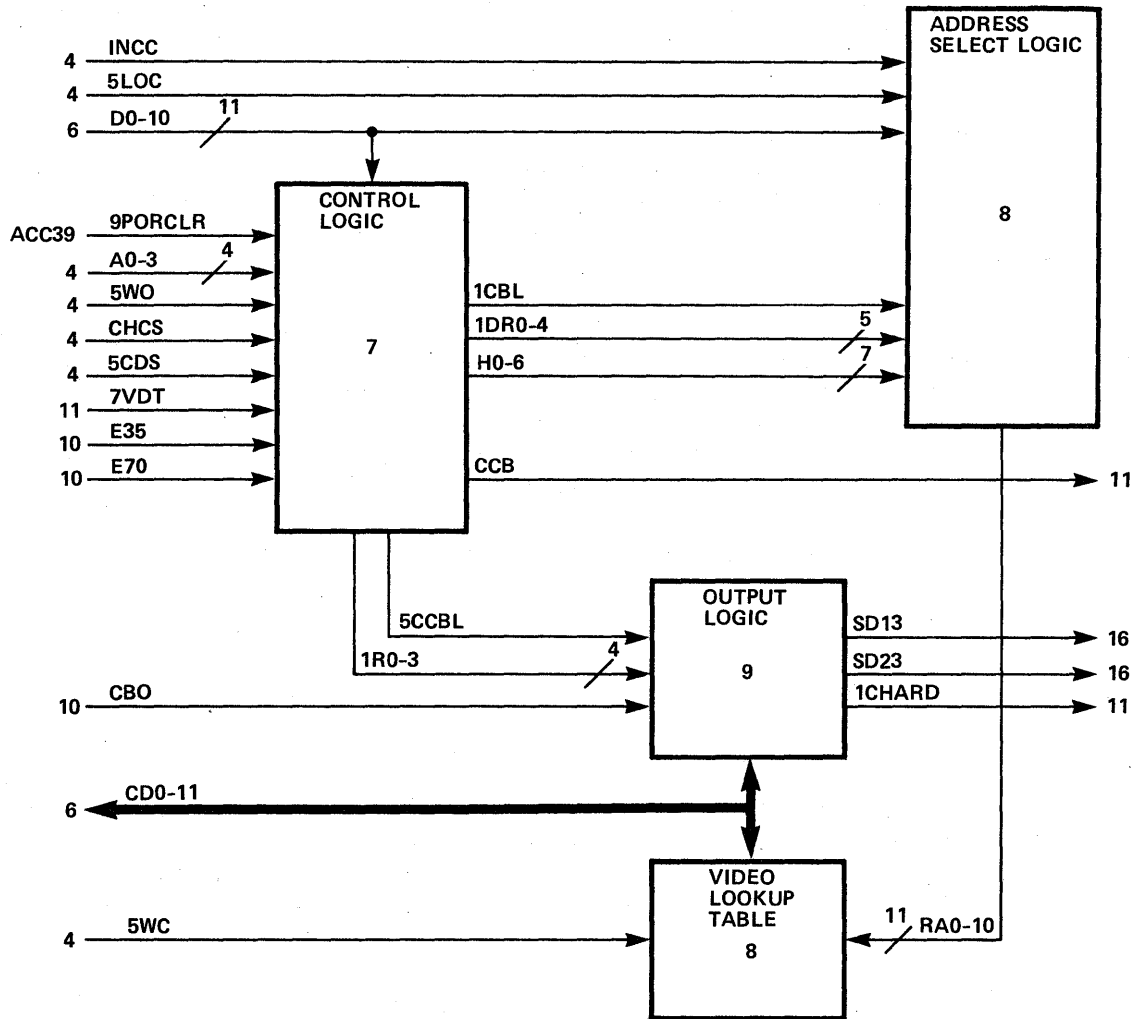 ADDRESS
SELECT LOGIC
8
4 INCC
4 5LOC
6 D0-10 11
CONTROL
LOGIC
7
ACC39 9PORCLR
4 A0-3 4
4 5WO
4 CHCS
4 5CDS
11 7VDT
10 E35
10 E70
1CBL
1DR0-4 5
H0-6 7
CCB 11
OUTPUT
LOGIC
9
5CCBL
1R0-3 4
10 CBO
SD13 16
SD23 16
1CHARD 11
6 CD0-11
VIDEO
LOOKUP
TABLE
8
4 5WC
11 RA0-10